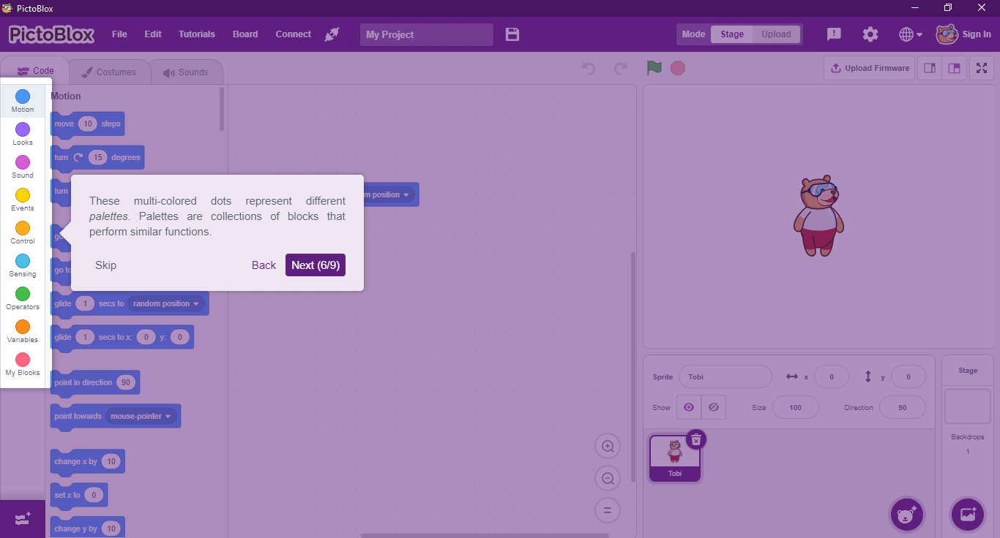 PictoBlox
PictoBlox File Edit Tutorials Board Connect My Project Mode Stage Upload Sign In
Code Costumes Sounds Upload Firmware
Motion
Looks
Sound
Events
Control
Sensing
Operators
Variables
My Blocks
Motion
move 10 steps
turn 15 degrees
turn
go
go to
glide 1 secs to random position
glide 1 secs to x: 0 y: 0
point in direction 90
point towards mouse-pointer
change x by 10
set x to 0
change y by 10
position
These multi-colored dots represent different
palettes. Palettes are collections of blocks that
perform similar functions.
Skip Back Next (6/9)
Sprite Tobi x 0 y 0
Show Size 100 Direction 90
Tobi
Stage
Backdrops
1